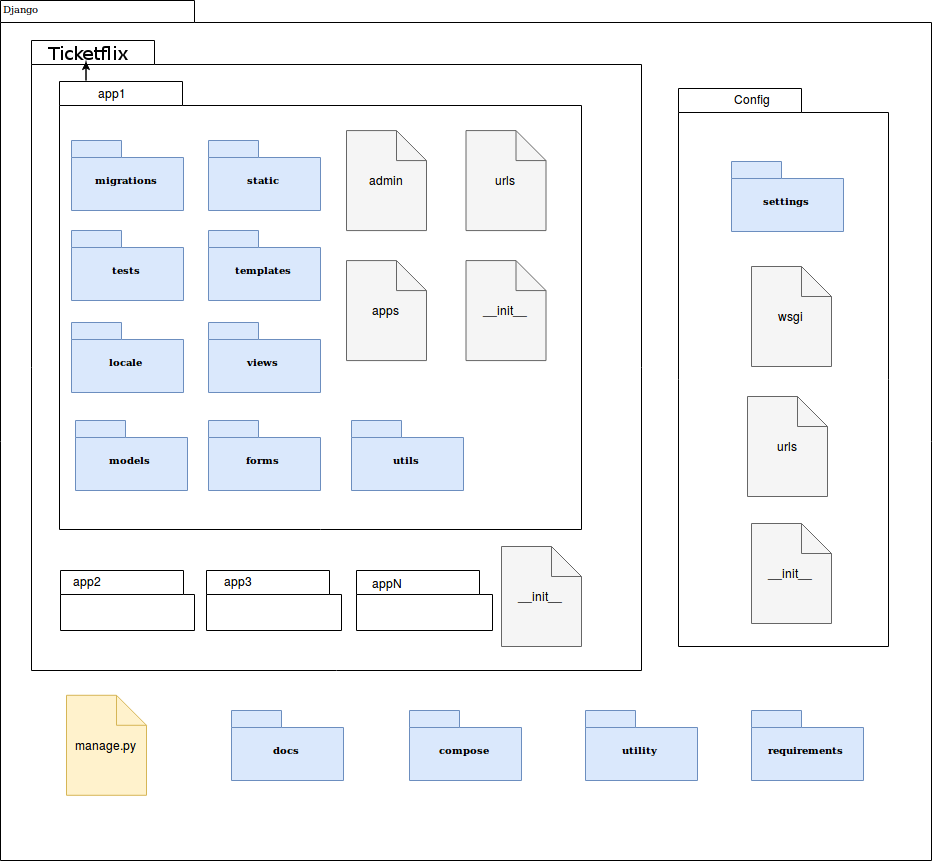 Django
Ticketflix
app1
Config
migrations
static
admin
urls
settings
tests
templates
apps
__init__
wsgi
locale
views
models
forms
utils
urls
app2
app3
appN
__init__
__init__
manage.py
docs
compose
utility
requirements